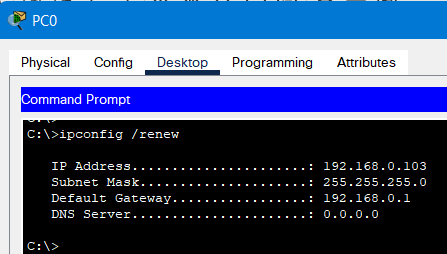 PC0
Physical Config Desktop Programming Attributes
Command Prompt
C:\>
C:\>ipconfig /renew
IP Address......................: 192.168.0.103
Subnet Mask.....................: 255.255.255.0
Default Gateway.................: 192.168.0.1
DNS Server......................: 0.0.0.0
C:\>